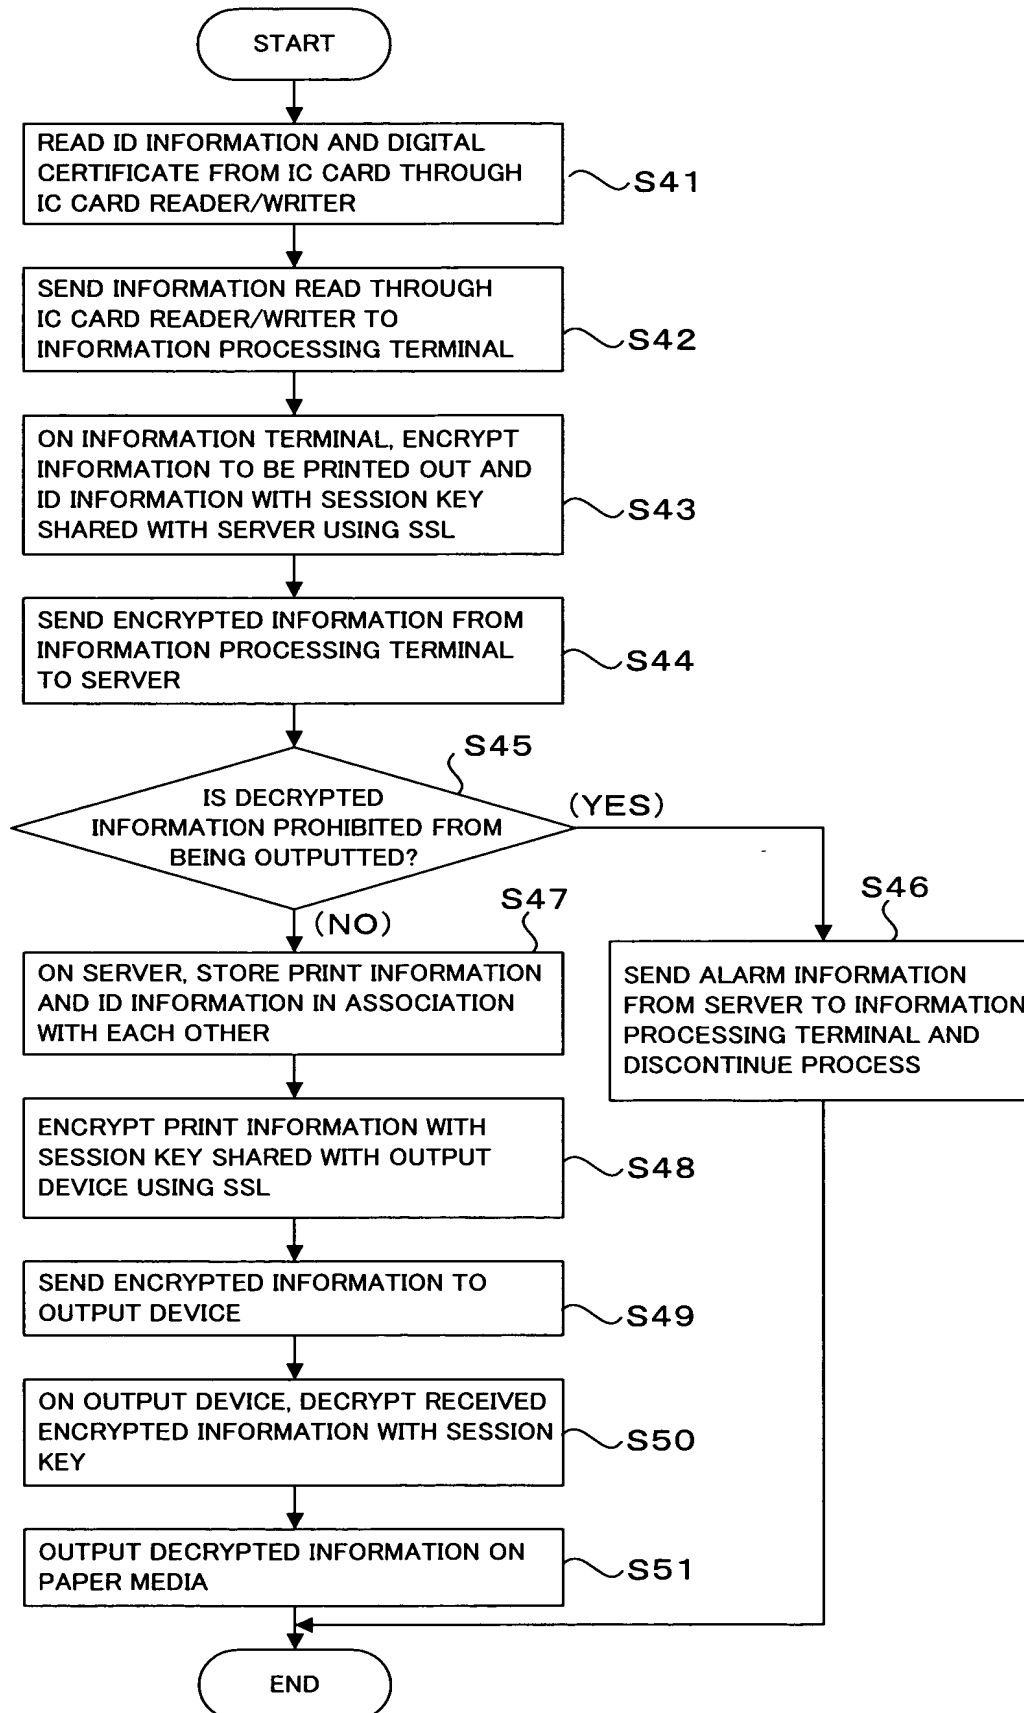 START
READ ID INFORMATION AND DIGITAL
CERTIFICATE FROM IC CARD THROUGH
IC CARD READER/WRITER
S41
SEND INFORMATION READ THROUGH
IC CARD READER/WRITER TO
INFORMATION PROCESSING TERMINAL
S42
ON INFORMATION TERMINAL, ENCRYPT
INFORMATION TO BE PRINTED OUT AND
ID INFORMATION WITH SESSION KEY
SHARED WITH SERVER USING SSL
S43
SEND ENCRYPTED INFORMATION FROM
INFORMATION PROCESSING TERMINAL
TO SERVER
S44
S45
IS DECRYPTED
INFORMATION PROHIBITED FROM
BEING OUTPUTTED?
(YES)
(NO)
S46
SEND ALARM INFORMATION
FROM SERVER TO INFORMATION
PROCESSING TERMINAL AND
DISCONTINUE PROCESS
S47
ON SERVER, STORE PRINT INFORMATION
AND ID INFORMATION IN ASSOCIATION
WITH EACH OTHER
ENCRYPT PRINT INFORMATION WITH
SESSION KEY SHARED WITH OUTPUT
DEVICE USING SSL
S48
SEND ENCRYPTED INFORMATION TO
OUTPUT DEVICE
S49
ON OUTPUT DEVICE, DECRYPT RECEIVED
ENCRYPTED INFORMATION WITH SESSION
KEY
S50
OUTPUT DECRYPTED INFORMATION ON
PAPER MEDIA
S51
END